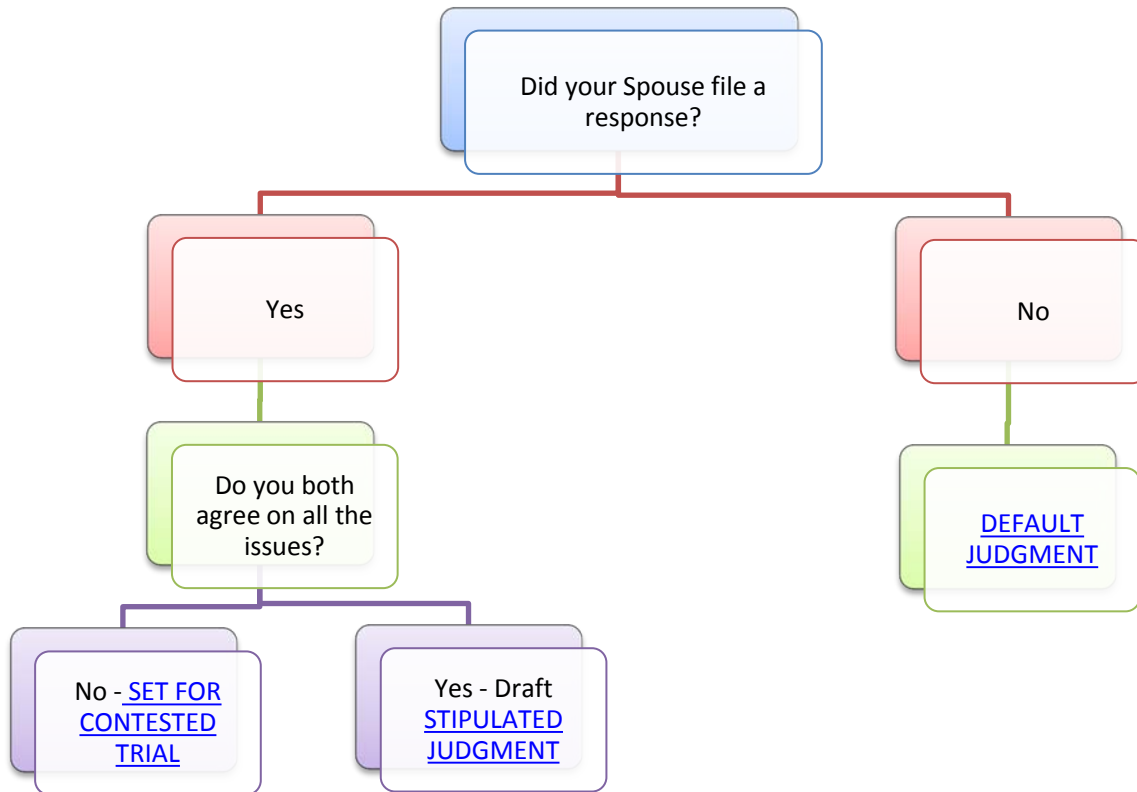 Did your Spouse file a
response?
Yes
No
Do you both
agree on all the
issues?
DEFAULT
JUDGMENT
No - SET FOR
CONTESTED
TRIAL
Yes - Draft
STIPULATED
JUDGMENT